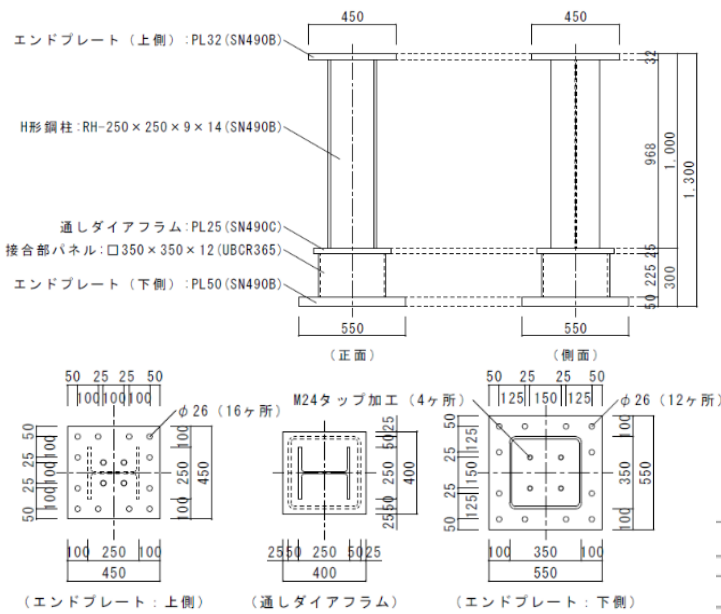 450
450
エンドプレート（上側）:PL32(SN490B)
32
H形鋼柱:RH-250×250×9×14(SN490B)
968
1,000
1,300
通しダイアフラム:PL25(SN490C)
25
接合部パネル:□350×350×12(UBCR365)
225
300
エンドプレート（下側）:PL50(SN490B)
50
550
550
（正面）
（側面）
50 25 25 50
100 100 100
φ26（16ヶ所）
50 100 25 100 25 100 50
100 250 100
450
100 250 100
450
（エンドプレート：上側）
25 50 250 50 25
400
25 50 250 50 25
400
（通しダイアフラム）
M24タップ加工（4ヶ所）
50 25 25 50
125 150 125
φ26（12ヶ所）
50 125 25 150 25 125 50
100 350 100
550
100 350 100
550
（エンドプレート：下側）